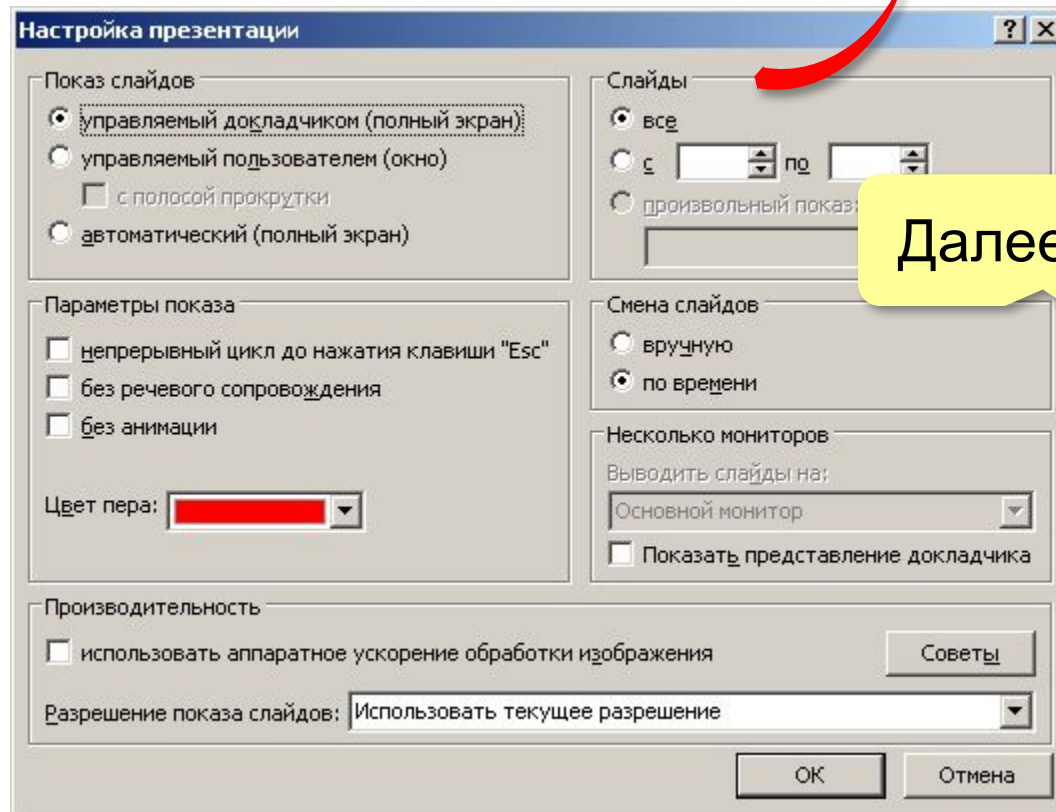 Настройка презентации
Показ слайдов
управляемый докладчиком (полный экран)
управляемый пользователем (окно)
с полосой прокрутки
автоматический (полный экран)
Слайды
все
с по
произвольный показ:
Далее
Параметры показа
непрерывный цикл до нажатия клавиши "Esc"
без речевого сопровождения
без анимации
Цвет пера:
Смена слайдов
вручную
по времени
Несколько мониторов
Выводить слайды на:
Основной монитор
Показать представление докладчика
Производительность
использовать аппаратное ускорение обработки изображения
Советы
Разрешение показа слайдов: Использовать текущее разрешение
ОК
Отмена